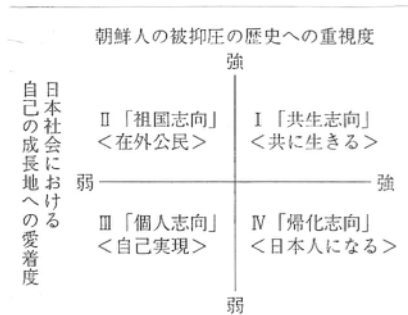 朝鮮人の被抑圧の歴史への重視度
強
日本社会における
自己の成長地への愛着度
Ⅱ「祖国志向」
<在外公民>
Ⅰ「共生志向」
<共に生きる>
弱
強
Ⅲ「個人志向」
<自己実現>
Ⅳ「帰化志向」
<日本人になる>
弱